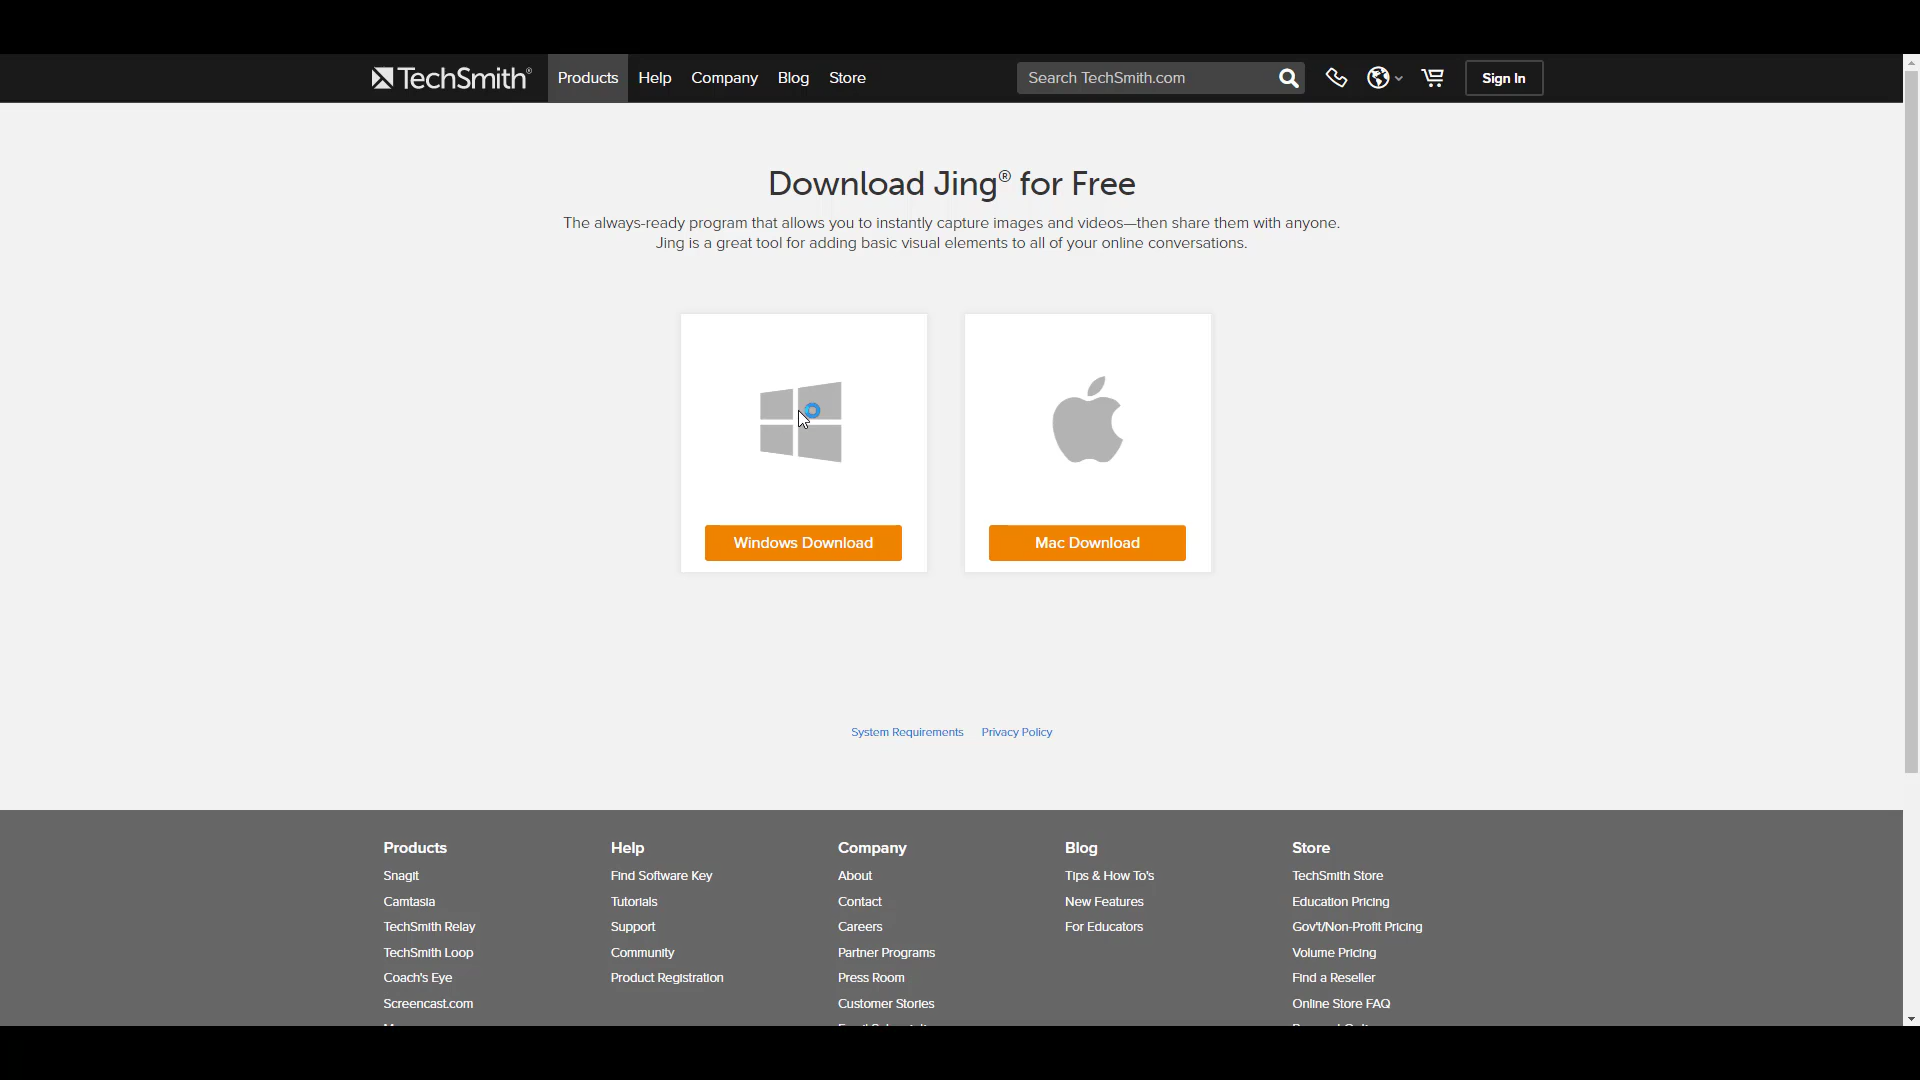 TechSmith®
Products Help Company Blog Store
Search TechSmith.com
Sign In
Download Jing® for Free
The always-ready program that allows you to instantly capture images and videos—then share them with anyone.
Jing is a great tool for adding basic visual elements to all of your online conversations.
Windows Download
Mac Download
System Requirements Privacy Policy
Products
Snagit
Camtasia
TechSmith Relay
TechSmith Loop
Coach's Eye
Screencast.com
Help
Find Software Key
Tutorials
Support
Community
Product Registration
Company
About
Contact
Careers
Partner Programs
Press Room
Customer Stories
Blog
Tips & How To's
New Features
For Educators
Store
TechSmith Store
Education Pricing
Gov't/Non-Profit Pricing
Volume Pricing
Find a Reseller
Online Store FAQ